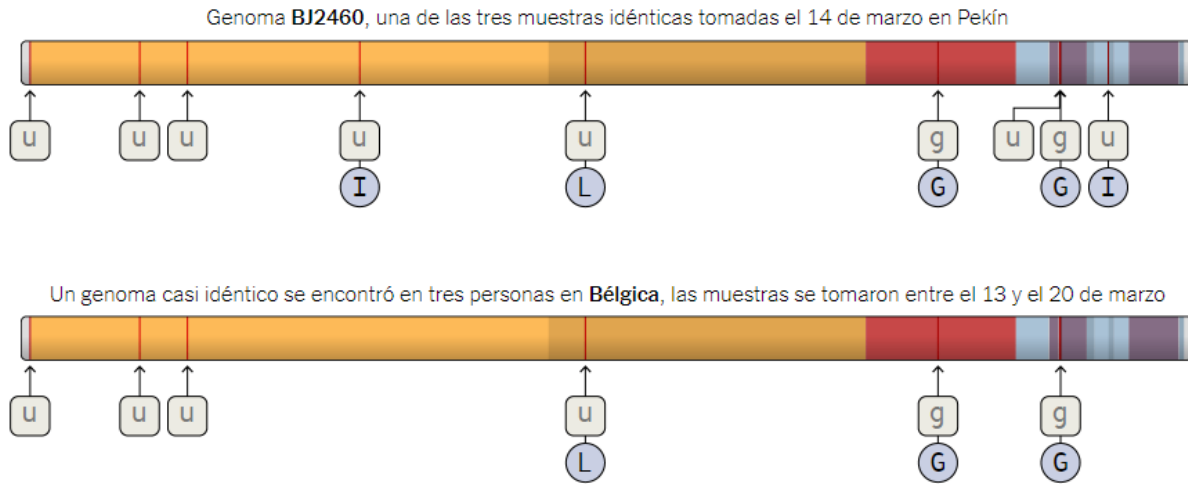 Genoma BJ2460, una de las tres muestras idénticas tomadas el 14 de marzo en Pekín
u u u u u g u g u
I L G G I
Un genoma casi idéntico se encontró en tres personas en Bélgica, las muestras se tomaron entre el 13 y el 20 de marzo
u u u u g g
L G G